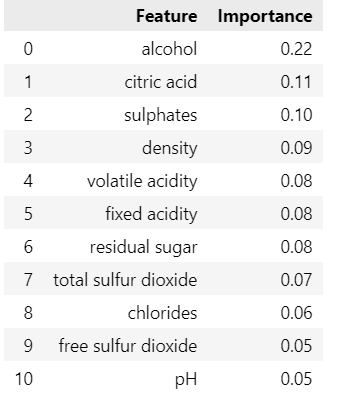 Feature Importance
0 alcohol 0.22
1 citric acid 0.11
2 sulphates 0.10
3 density 0.09
4 volatile acidity 0.08
5 fixed acidity 0.08
6 residual sugar 0.08
7 total sulfur dioxide 0.07
8 chlorides 0.06
9 free sulfur dioxide 0.05
10 pH 0.05